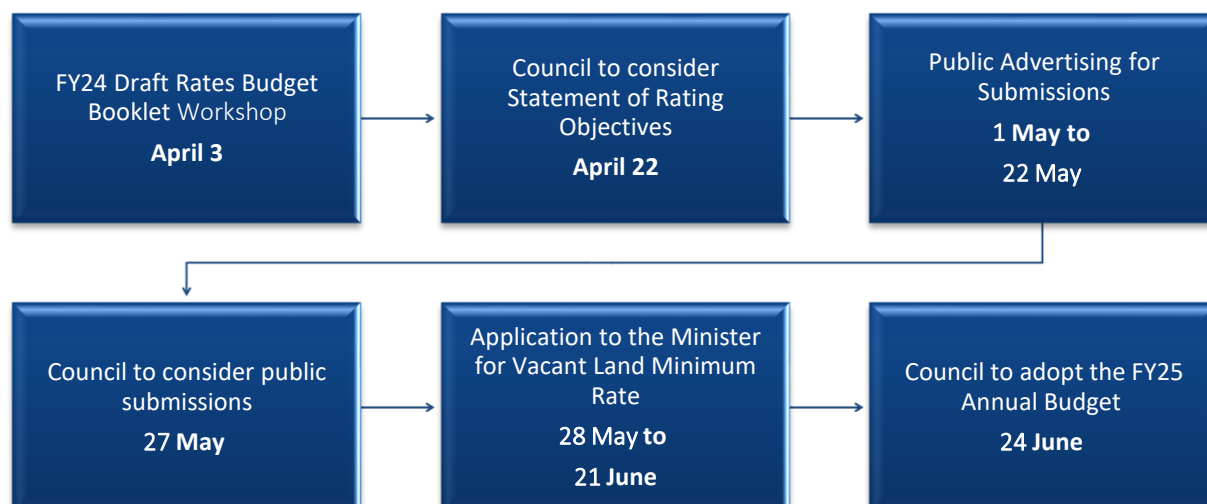 FY24 Draft Rates Budget
Booklet Workshop
April 3
Council to consider
Statement of Rating
Objectives
April 22
Public Advertising for
Submissions
1 May to
22 May
Council to consider public
submissions
27 May
Application to the Minister
for Vacant Land Minimum
Rate
28 May to
21 June
Council to adopt the FY25
Annual Budget
24 June